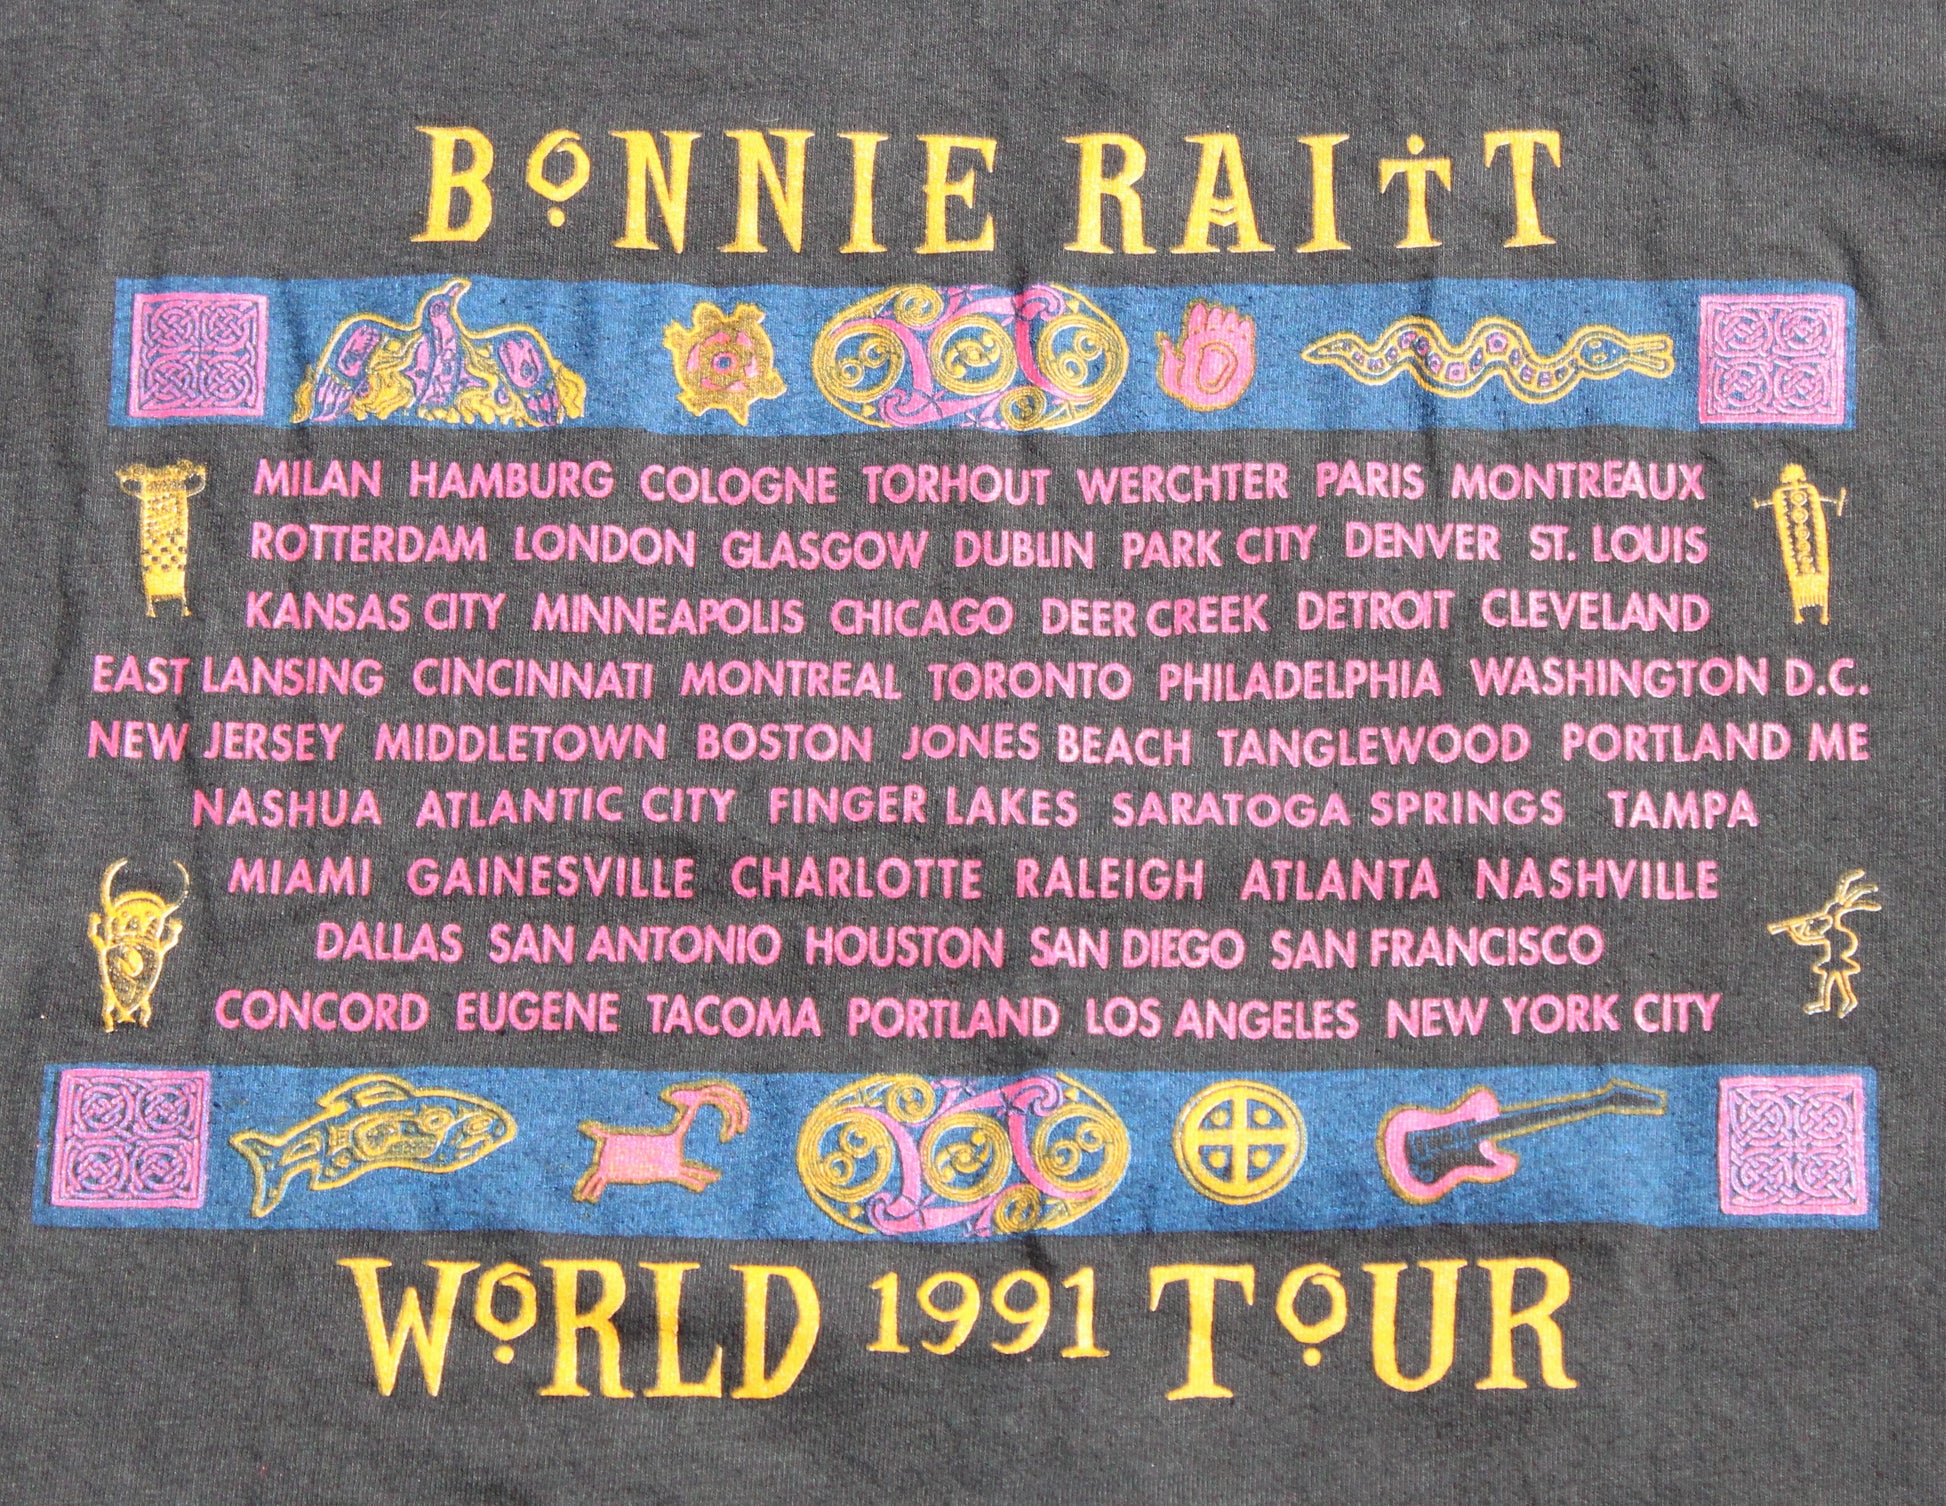 BONNIE RAITT
MILAN HAMBURG COLOGNE TORHOUT WERCHTER PARIS MONTREAUX
ROTTERDAM LONDON GLASGOW DUBLIN PARK CITY DENVER ST. LOUIS
KANSAS CITY MINNEAPOLIS CHICAGO DEER CREEK DETROIT CLEVELAND
EAST LANSING CINCINNATI MONTREAL TORONTO PHILADELPHIA WASHINGTON D.C.
NEW JERSEY MIDDLETOWN BOSTON JONES BEACH TANGLEWOOD PORTLAND ME
NASHUA ATLANTIC CITY FINGER LAKES SARATOGA SPRINGS TAMPA
MIAMI GAINESVILLE CHARLOTTE RALEIGH ATLANTA NASHVILLE
DALLAS SAN ANTONIO HOUSTON SAN DIEGO SAN FRANCISCO
CONCORD EUGENE TACOMA PORTLAND LOS ANGELES NEW YORK CITY
WORLD 1991 TOUR